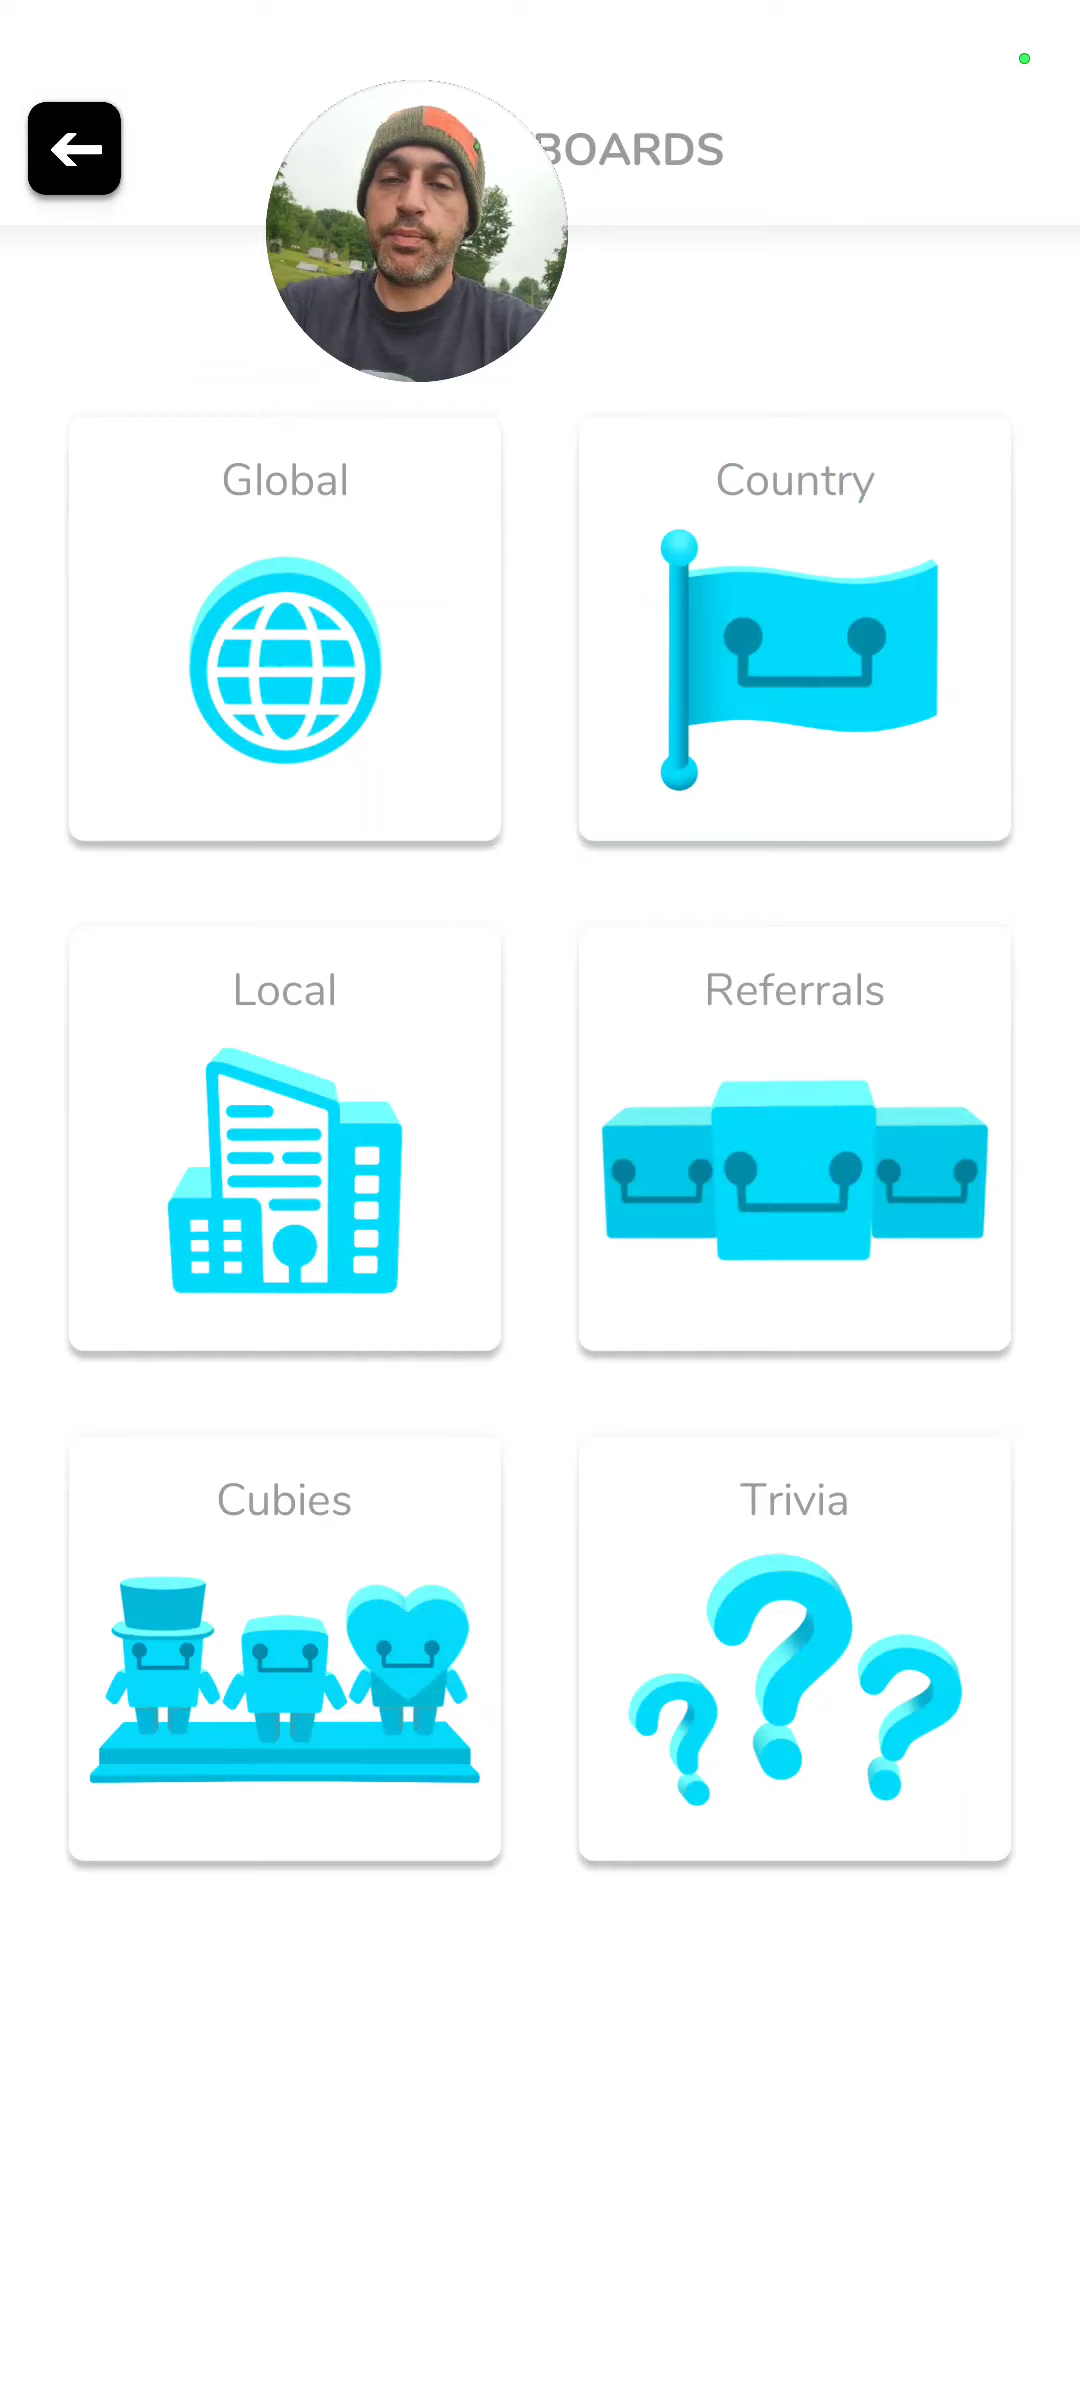 BOARDS
Global
Country
Local
Referrals
Cubies
Trivia